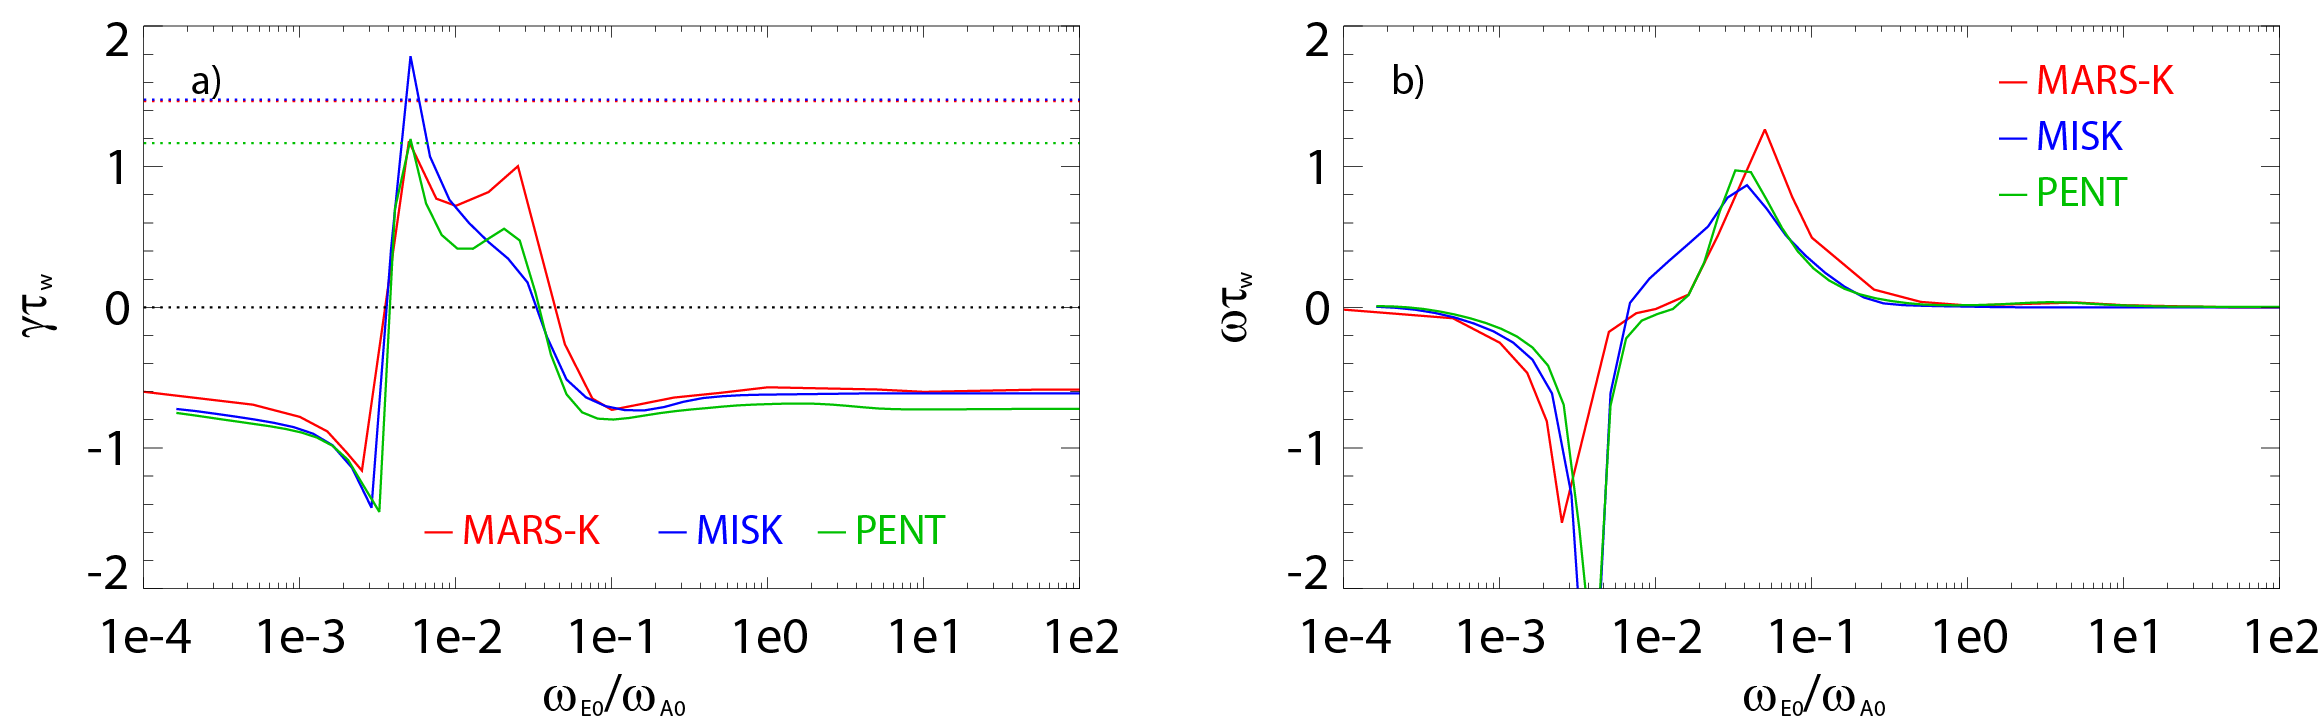 a)
2
1
0
-1
-2
γτw
MARS-K MISK PENT
1e-4 1e-3 1e-2 1e-1 1e0 1e1 1e2
ωE0/ωA0
b)
MARS-K
MISK
PENT
2
1
0
-1
-2
ωτw
1e-4 1e-3 1e-2 1e-1 1e0 1e1 1e2
ωE0/ωA0